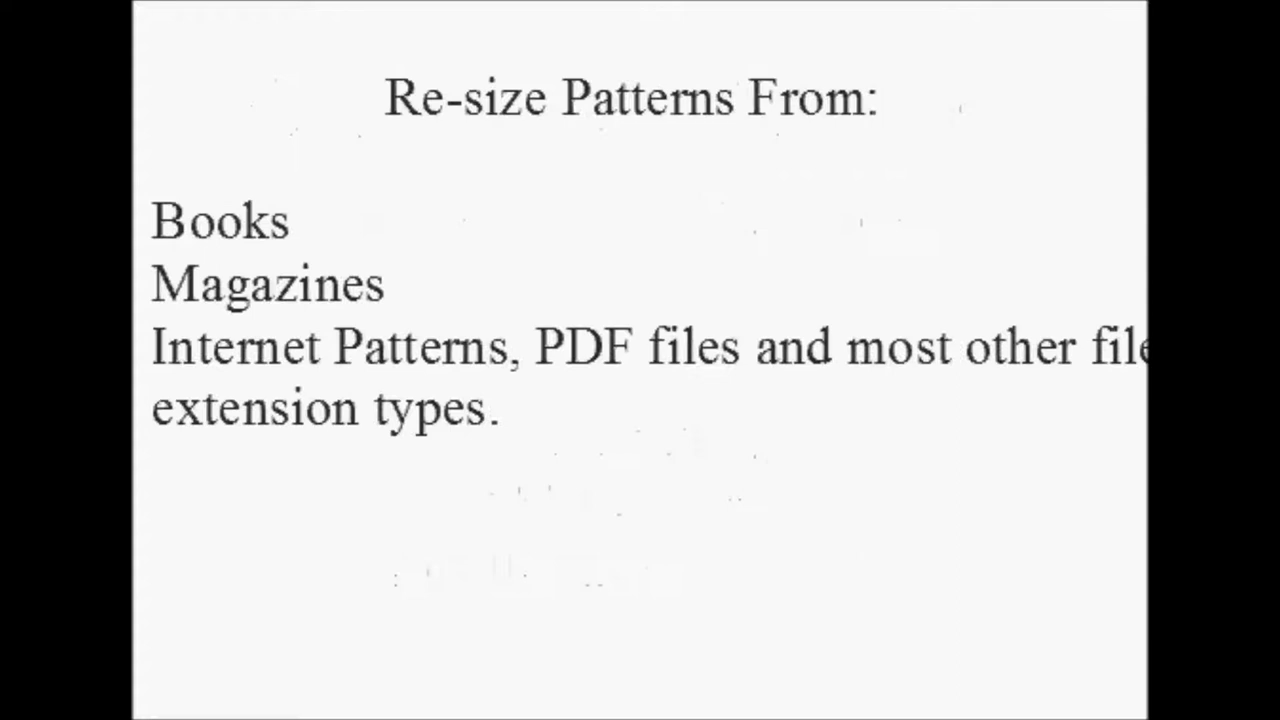 Re-size Patterns From:
Books
Magazines
Internet Patterns, PDF files and most other file
extension types.